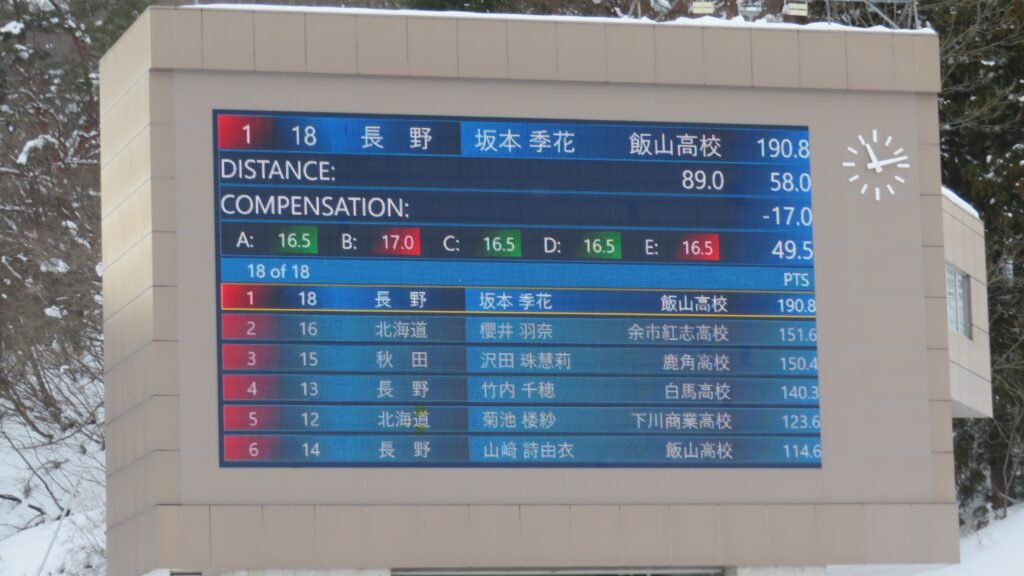 1 18 長 野 坂本 季花 飯山高校 190.8
DISTANCE: 89.0 58.0
COMPENSATION: -17.0
A: 16.5 B: 17.0 C: 16.5 D: 16.5 E: 16.5 49.5
18 of 18 PTS
1 18 長 野 坂本 季花 飯山高校 190.8
2 16 北海道 櫻井 羽奈 余市紅志高校 151.6
3 15 秋 田 沢田 珠慧莉 鹿角高校 150.4
4 13 長 野 竹内 千穂 白馬高校 140.3
5 12 北海道 菊池 楼紗 下川商業高校 123.6
6 14 長 野 山﨑 詩由衣 飯山高校 114.6